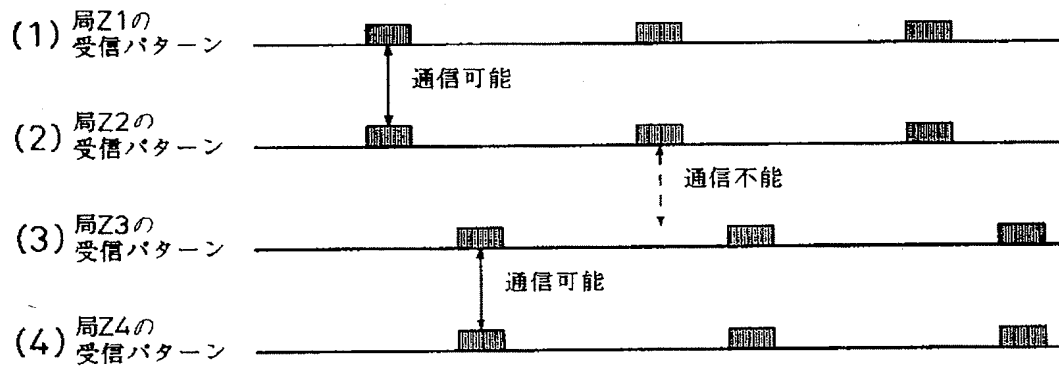 (1) 局Z1の
受信パターン
通信可能
(2) 局Z2の
受信パターン
通信不能
(3) 局Z3の
受信パターン
通信可能
(4) 局Z4の
受信パターン